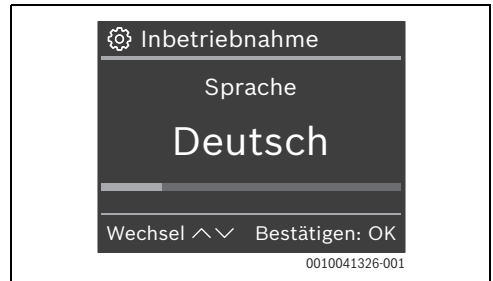 Inbetriebnahme
Sprache
Deutsch
Wechsel Bestätigen: OK
0010041326-001